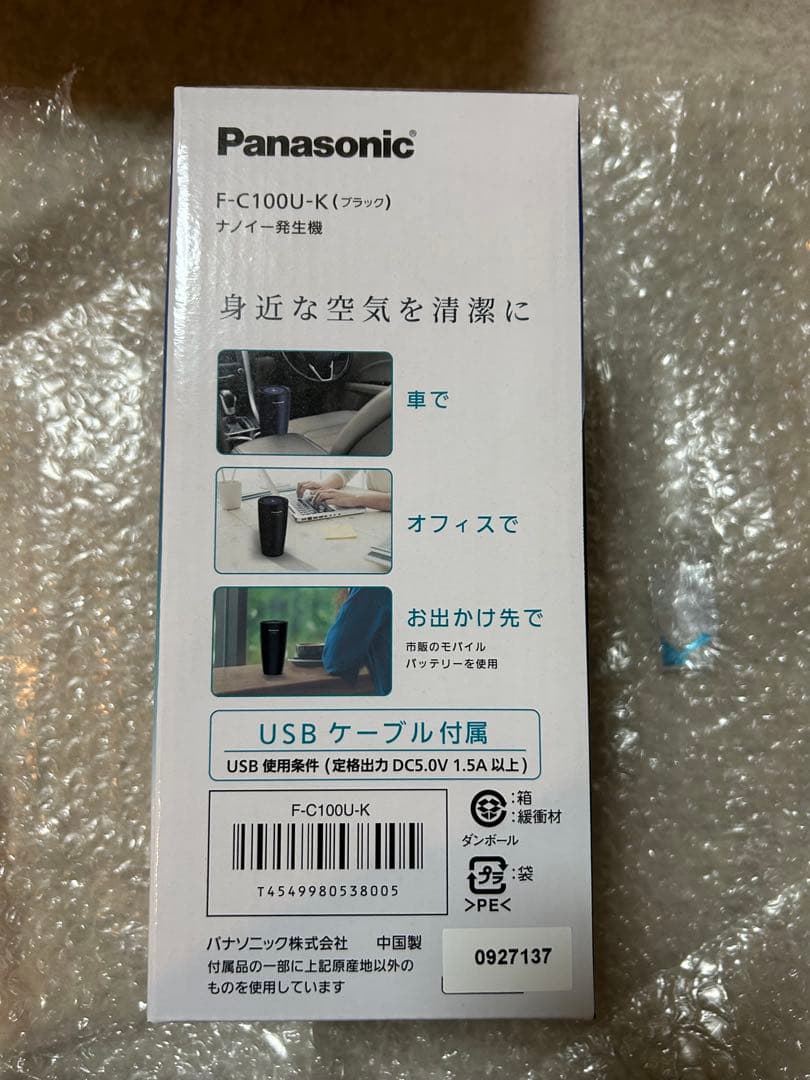 Panasonic®
F-C100U-K(ブラック)
ナノイー発生機
身近な空気を清潔に
車で
オフィスで
お出かけ先で
市販のモバイル
バッテリーを使用
USB ケーブル付属
USB 使用条件 (定格出力 DC5.0V 1.5A 以上)
F-C100U-K
T4549980538005
:箱
:緩衝材
ダンボール
プラ :袋
>PE<
パナソニック株式会社 中国製
付属品の一部に上記原産地以外の
ものを使用しています
0927137